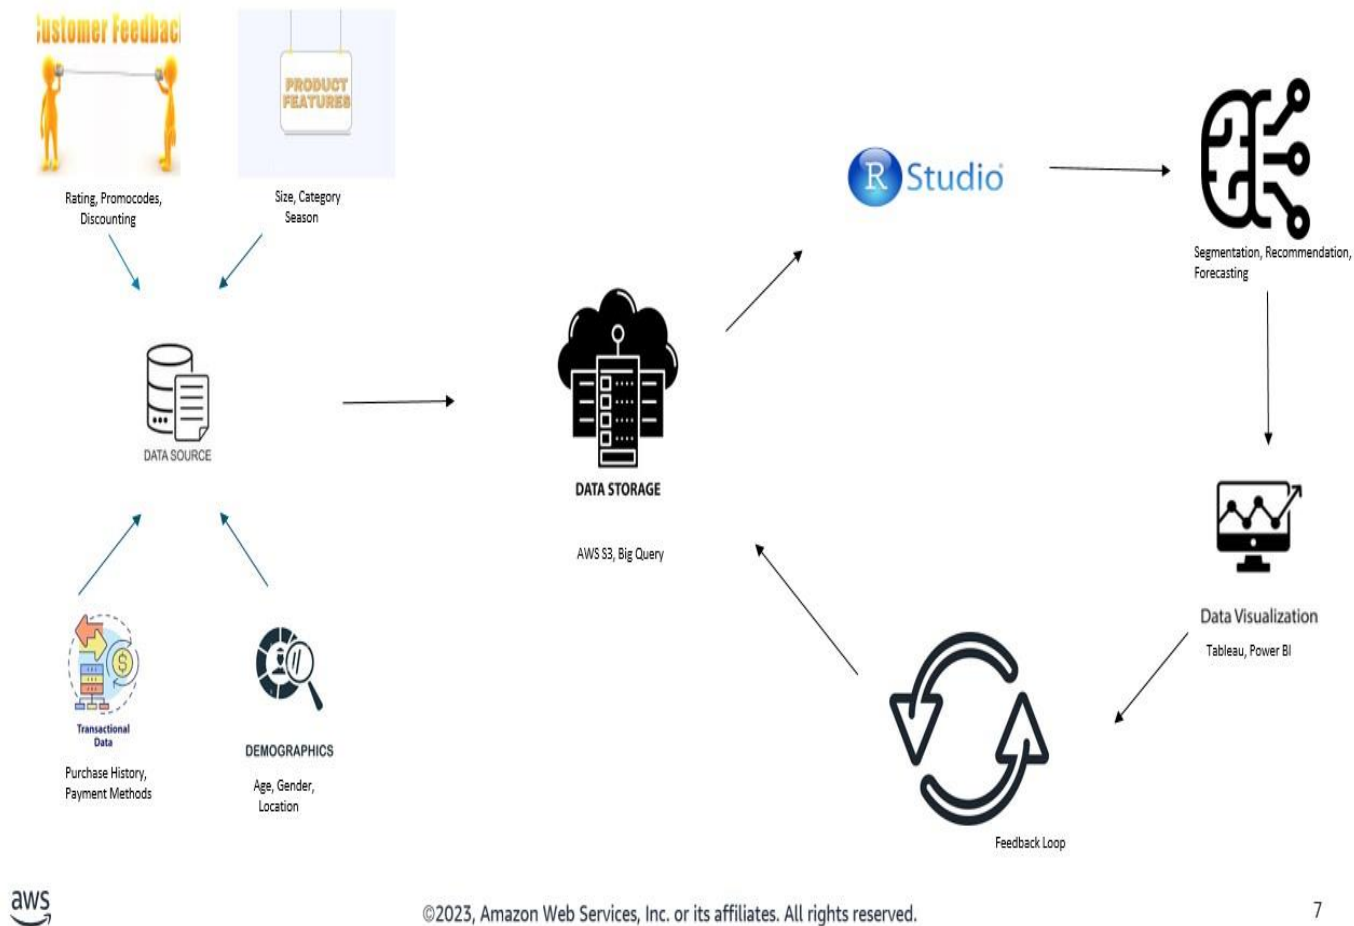 Customer Feedback
PRODUCT
FEATURES
Rating, Promocodes,
Discounting
Size, Category
Season
R Studio
Segmentation, Recommendation,
Forecasting
DATA SOURCE
DATA STORAGE
AWS S3, Big Query
Data Visualization
Tableau, Power BI
Transactional
Data
Purchase History,
Payment Methods
DEMOGRAPHICS
Age, Gender,
Location
Feedback Loop
aws
©2023, Amazon Web Services, Inc. or its affiliates. All rights reserved.
7